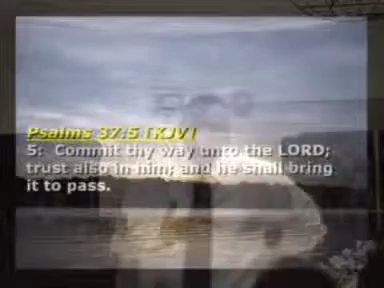 Psalms 37:5 [KJV]
5: Commit thy way unto the LORD;
trust also in him; and he shall bring
it to pass.